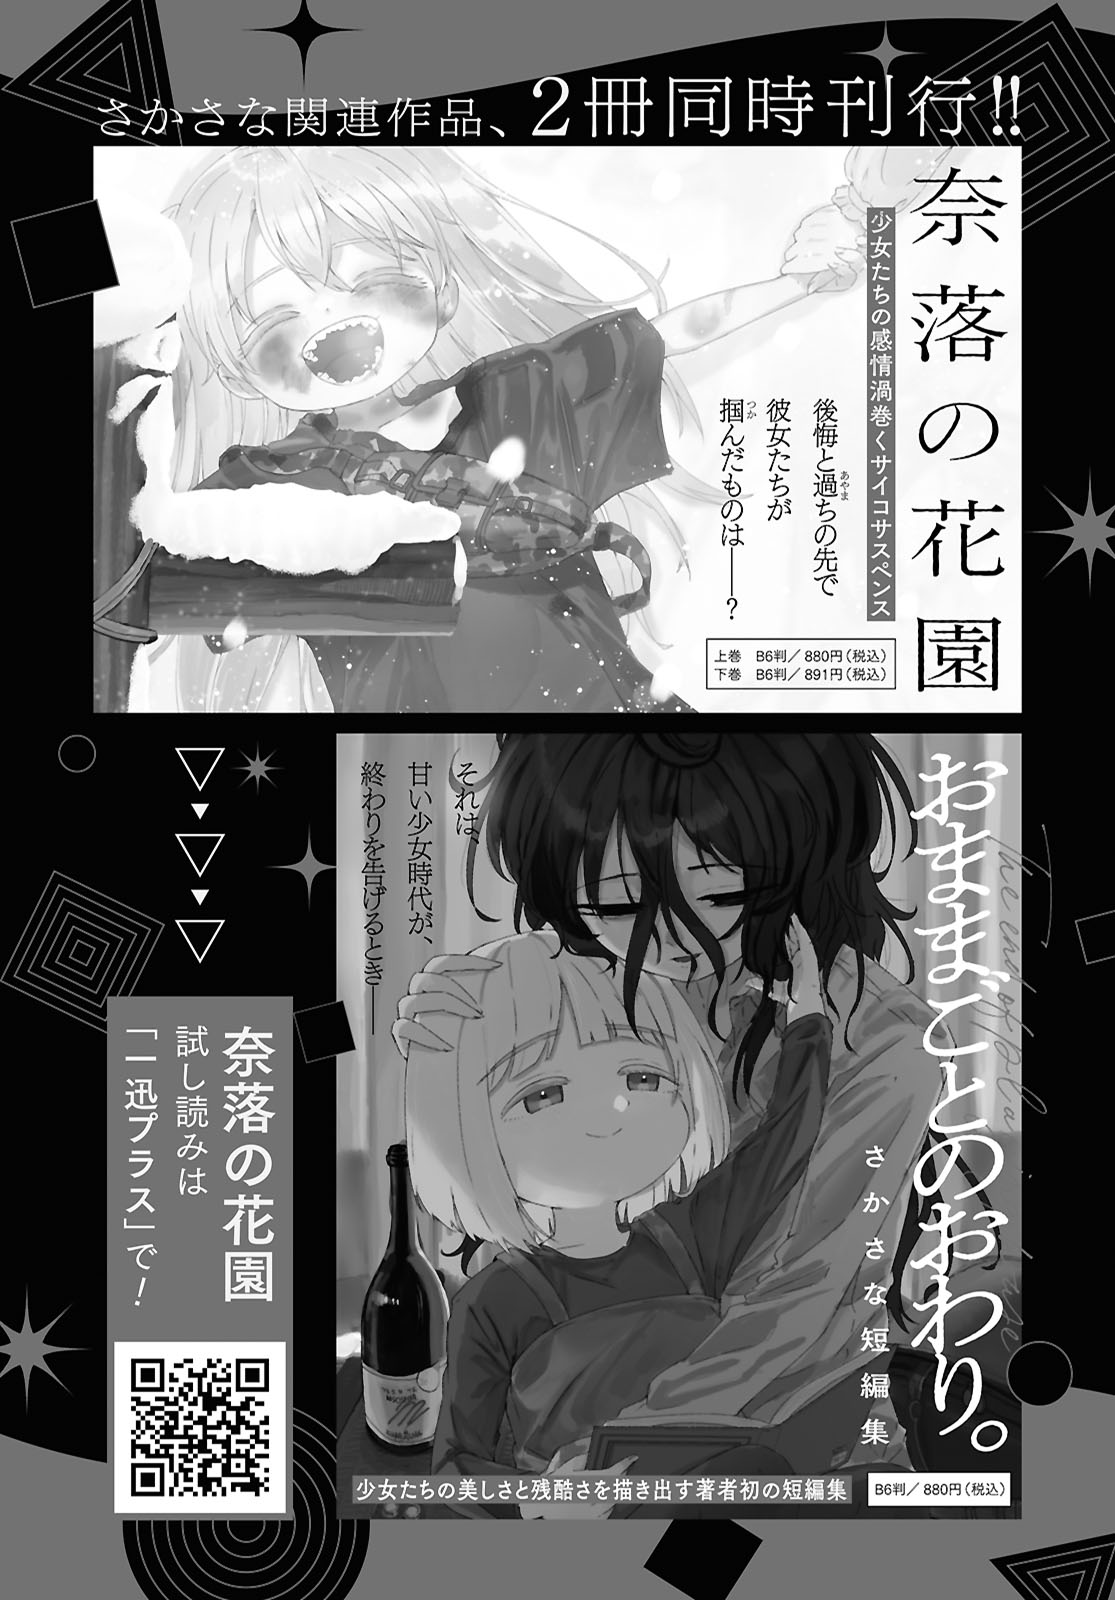 さかさな関連作品、2冊同時刊行!!
奈落の花園
少女たちの感情渦巻くサイコサスペンス
後悔と過ちの先で
あやま
彼女たちが
掴んだものは――?
つか
上巻 B6判/880円(税込)
下巻 B6判/891円(税込)
おままごとのおわり。
さかさな短編集
それは、
甘い少女時代が、
終わりを告げるとき――
少女たちの美しさと残酷さを描き出す著者初の短編集
B6判/880円(税込)
奈落の花園
試し読みは
「一迅プラス」で!